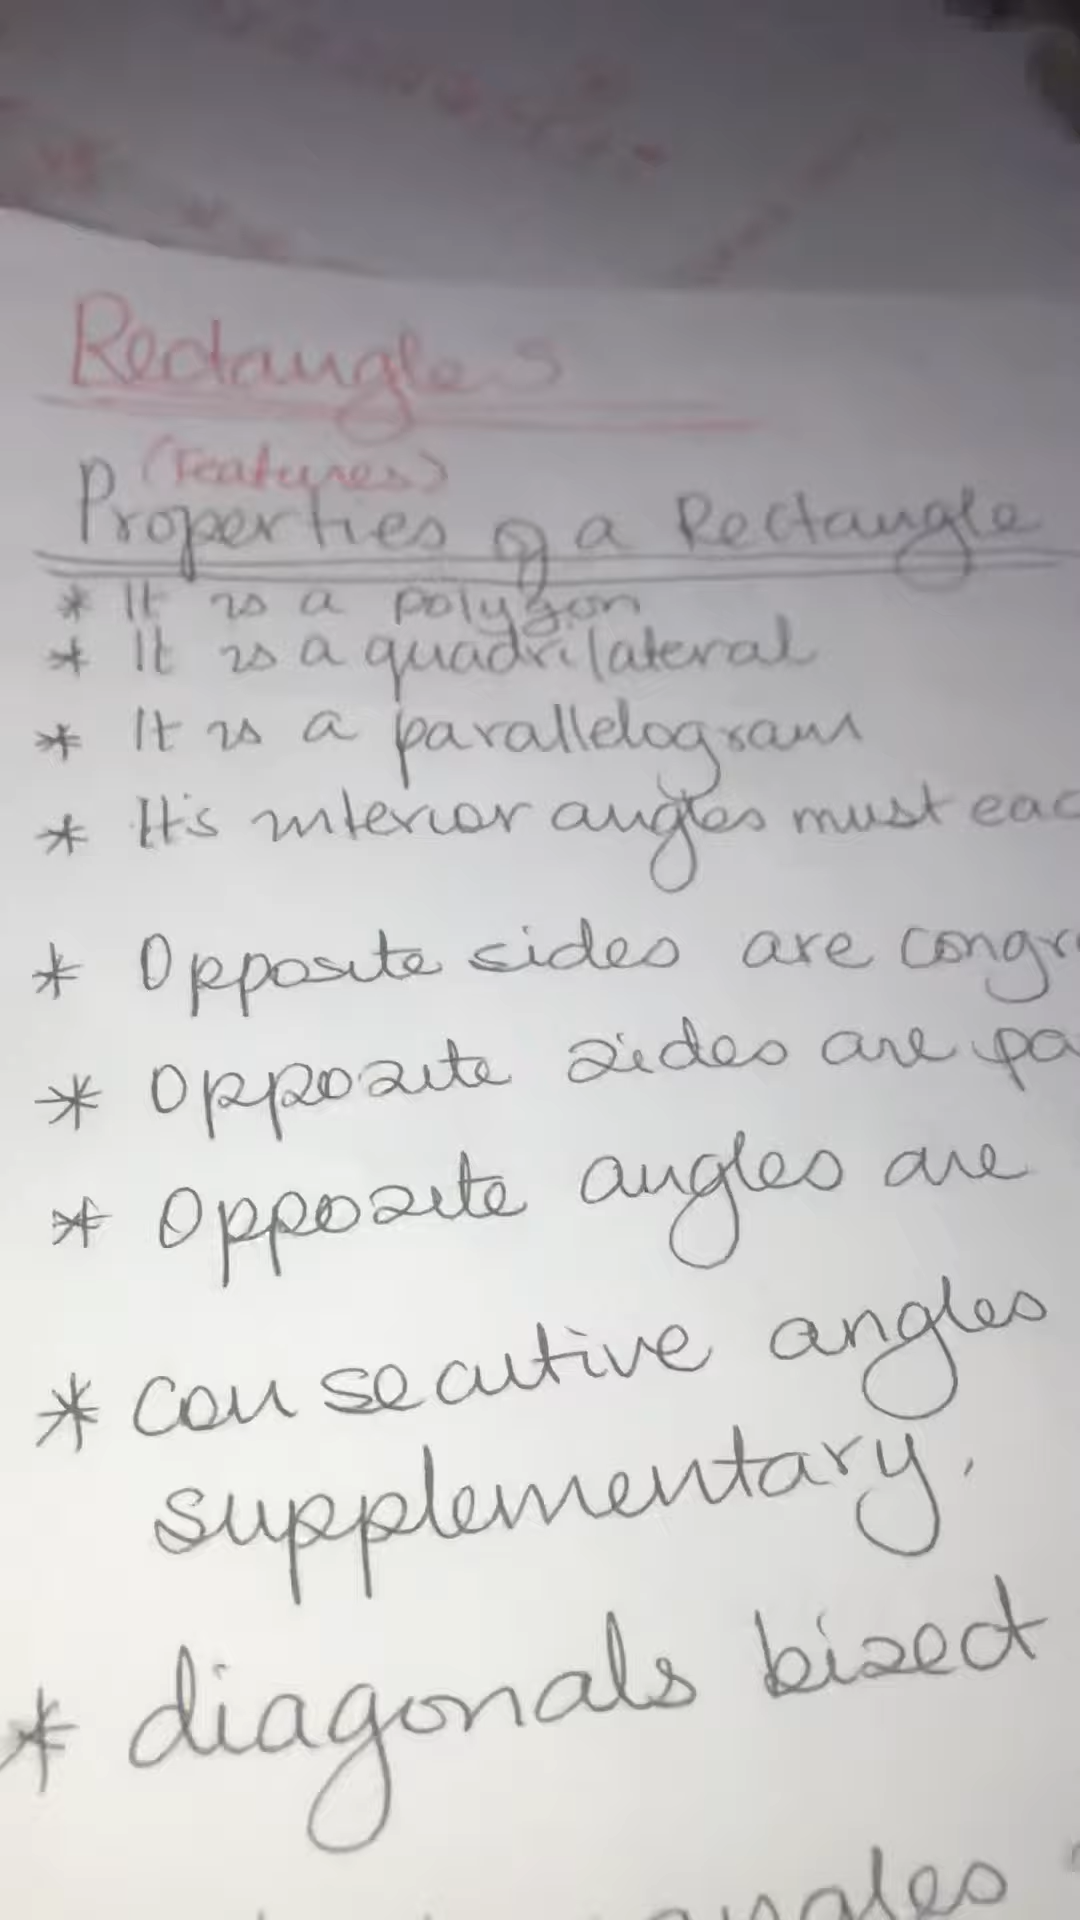 Rectangles
(Features)
Properties of a Rectangle
* It is a polygon
* It is a quadrilateral
* It is a parallelogram
* It's interior angles must eac
* Opposite sides are congr
* Opposite sides are pa
* Opposite angles are
* Consecutive angles
supplementary.
* diagonals bisect